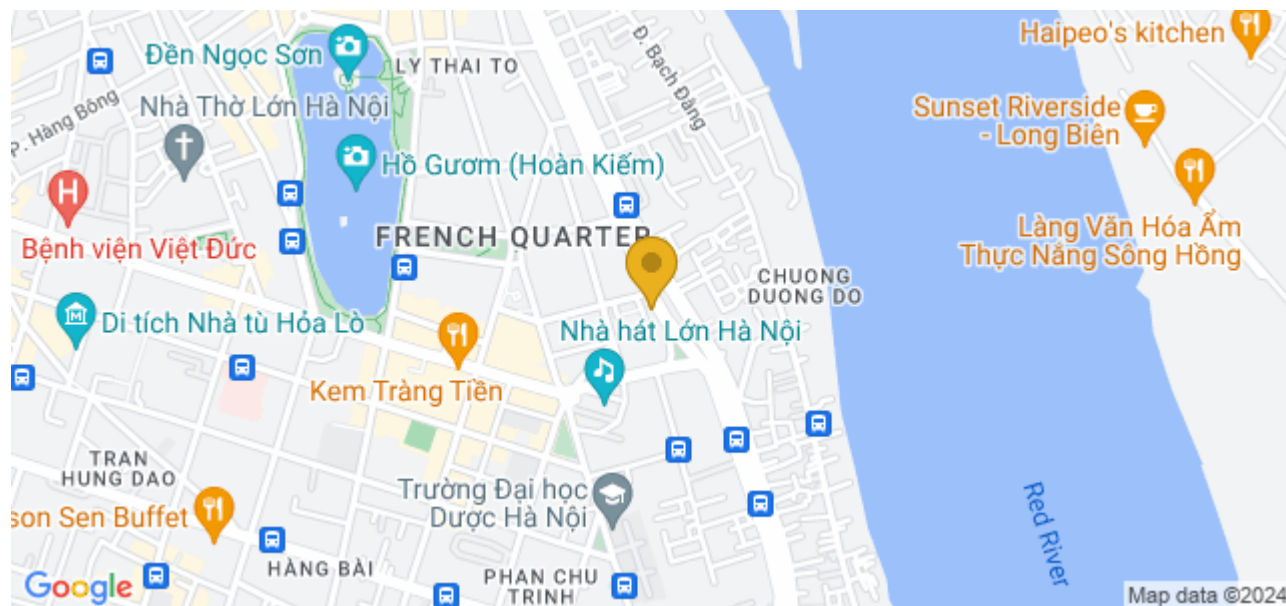 Haipeo's kitchen
Đền Ngọc Sơn
LY THAI TO
Đ. Bạch Đằng
Nhà Thờ Lớn Hà Nội
P. Hàng Bông
Sunset Riverside
- Long Biên
Hồ Gươm (Hoàn Kiếm)
H
Bệnh viện Việt Đức
FRENCH QUARTER
Làng Văn Hóa Ẩm
Thực Nắng Sông Hồng
CHUONG
DUONG DO
Di tích Nhà tù Hỏa Lò
Nhà hát Lớn Hà Nội
Kem Tràng Tiền
TRAN
HUNG DAO
Trường Đại học
Dược Hà Nội
son Sen Buffet
Red River
HÀNG BÀI
PHAN CHU
TRINH
Google
Map data ©2024